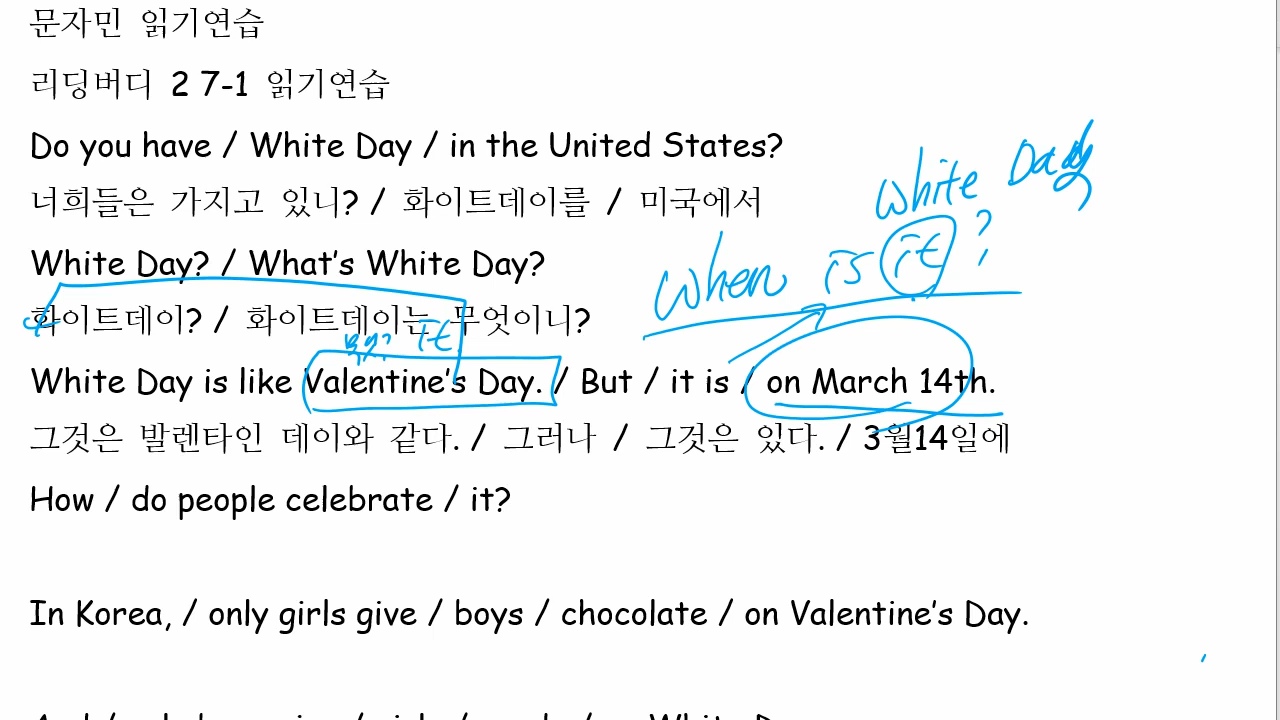 문자민 읽기연습
리딩버디 2 7-1 읽기연습
Do you have / White Day / in the United States?
White Day
너희들은 가지고 있니? / 화이트데이를 / 미국에서
When is it?
White Day? / What's White Day?
화이트데이? / 화이트데이는 무엇이니?
it
White Day is like Valentine's Day. / But / it is / on March 14th.
그것은 발렌타인 데이와 같다. / 그러나 / 그것은 있다. / 3월14일에
How / do people celebrate / it?
In Korea, / only girls give / boys / chocolate / on Valentine's Day.